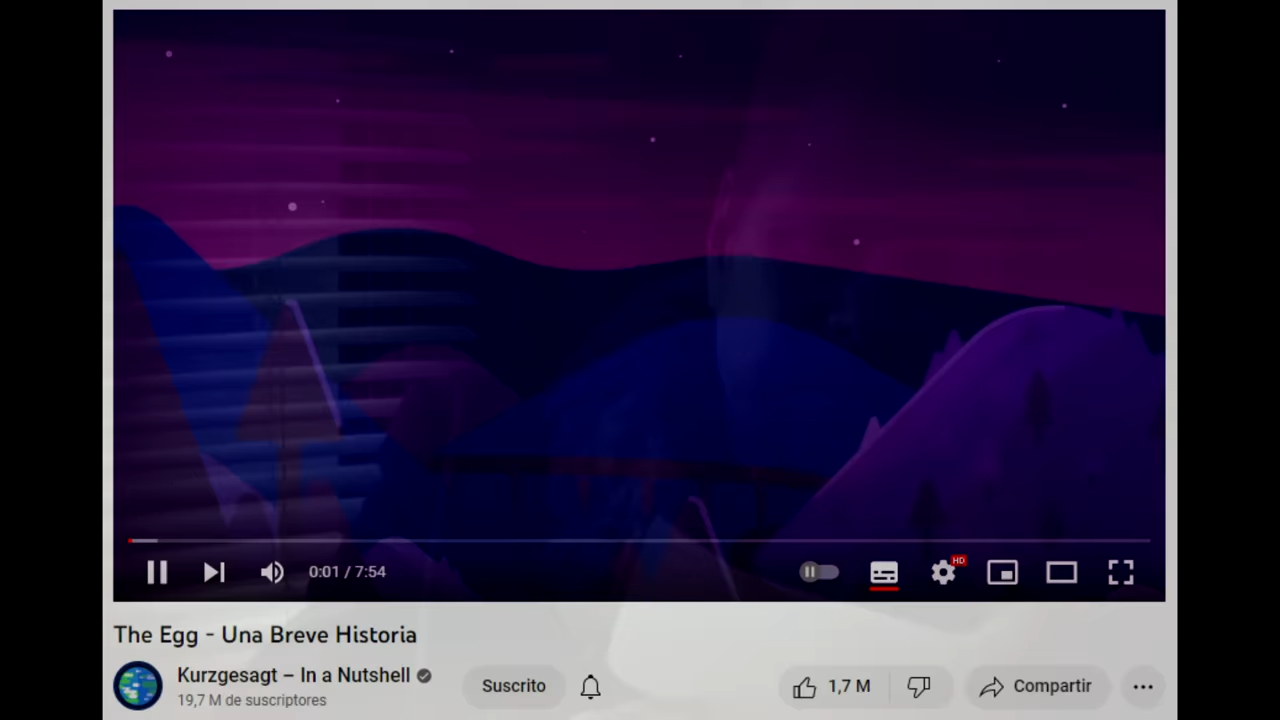 0:01 / 7:54
HD
The Egg - Una Breve Historia
Kurzgesagt – In a Nutshell
19,7 M de suscriptores
Suscrito
1,7 M
Compartir